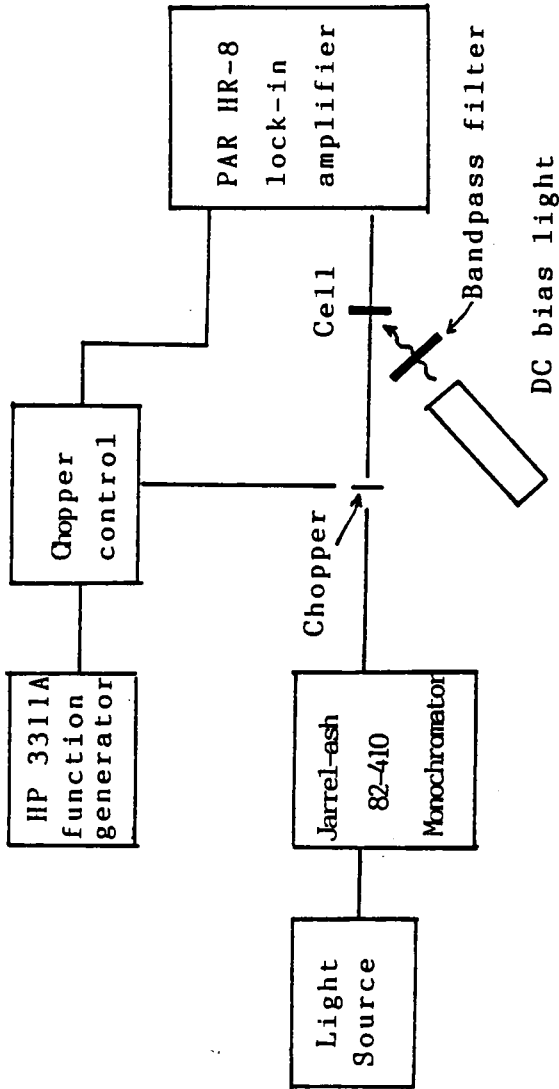 HP 3311A
function
generator
Chopper
control
PAR HR-8
lock-in
amplifier
Light
Source
Jarrel-ash
82-410
Monochromator
Chopper
Cell
Bandpass filter
DC bias light